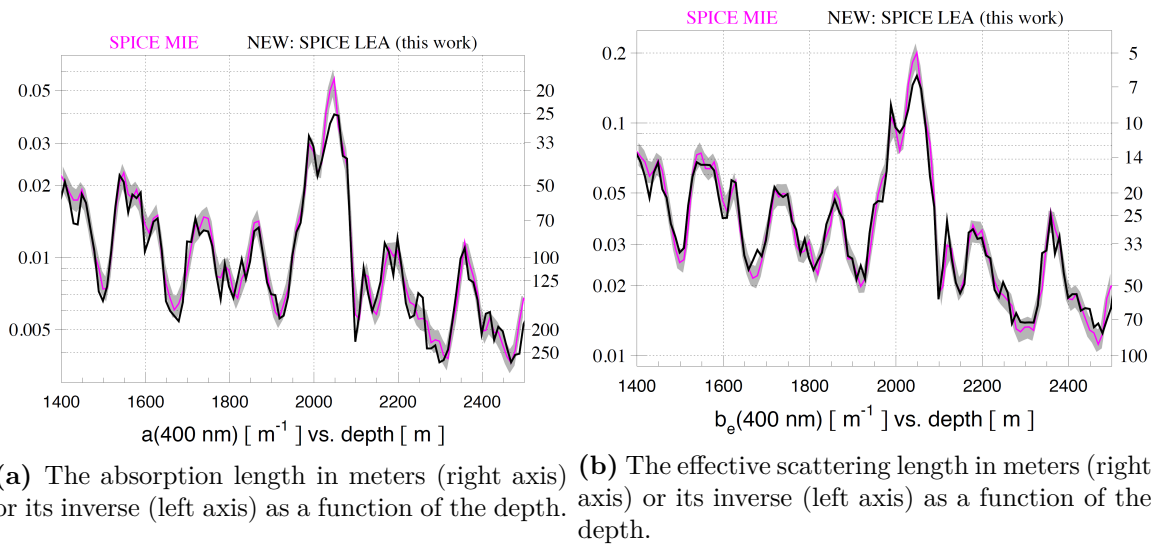 SPICE MIE NEW: SPICE LEA (this work)
0.05
0.03
0.02
0.01
0.005
20
25
33
50
70
100
125
200
250
1400 1600 1800 2000 2200 2400
a(400 nm) [ m⁻¹ ] vs. depth [ m ]
(a) The absorption length in meters (right axis)
or its inverse (left axis) as a function of the depth.
SPICE MIE NEW: SPICE LEA (this work)
0.2
0.1
0.05
0.03
0.02
0.01
5
7
10
14
20
25
33
50
70
100
1400 1600 1800 2000 2200 2400
bₑ(400 nm) [ m⁻¹ ] vs. depth [ m ]
(b) The effective scattering length in meters (right
axis) or its inverse (left axis) as a function of the
depth.